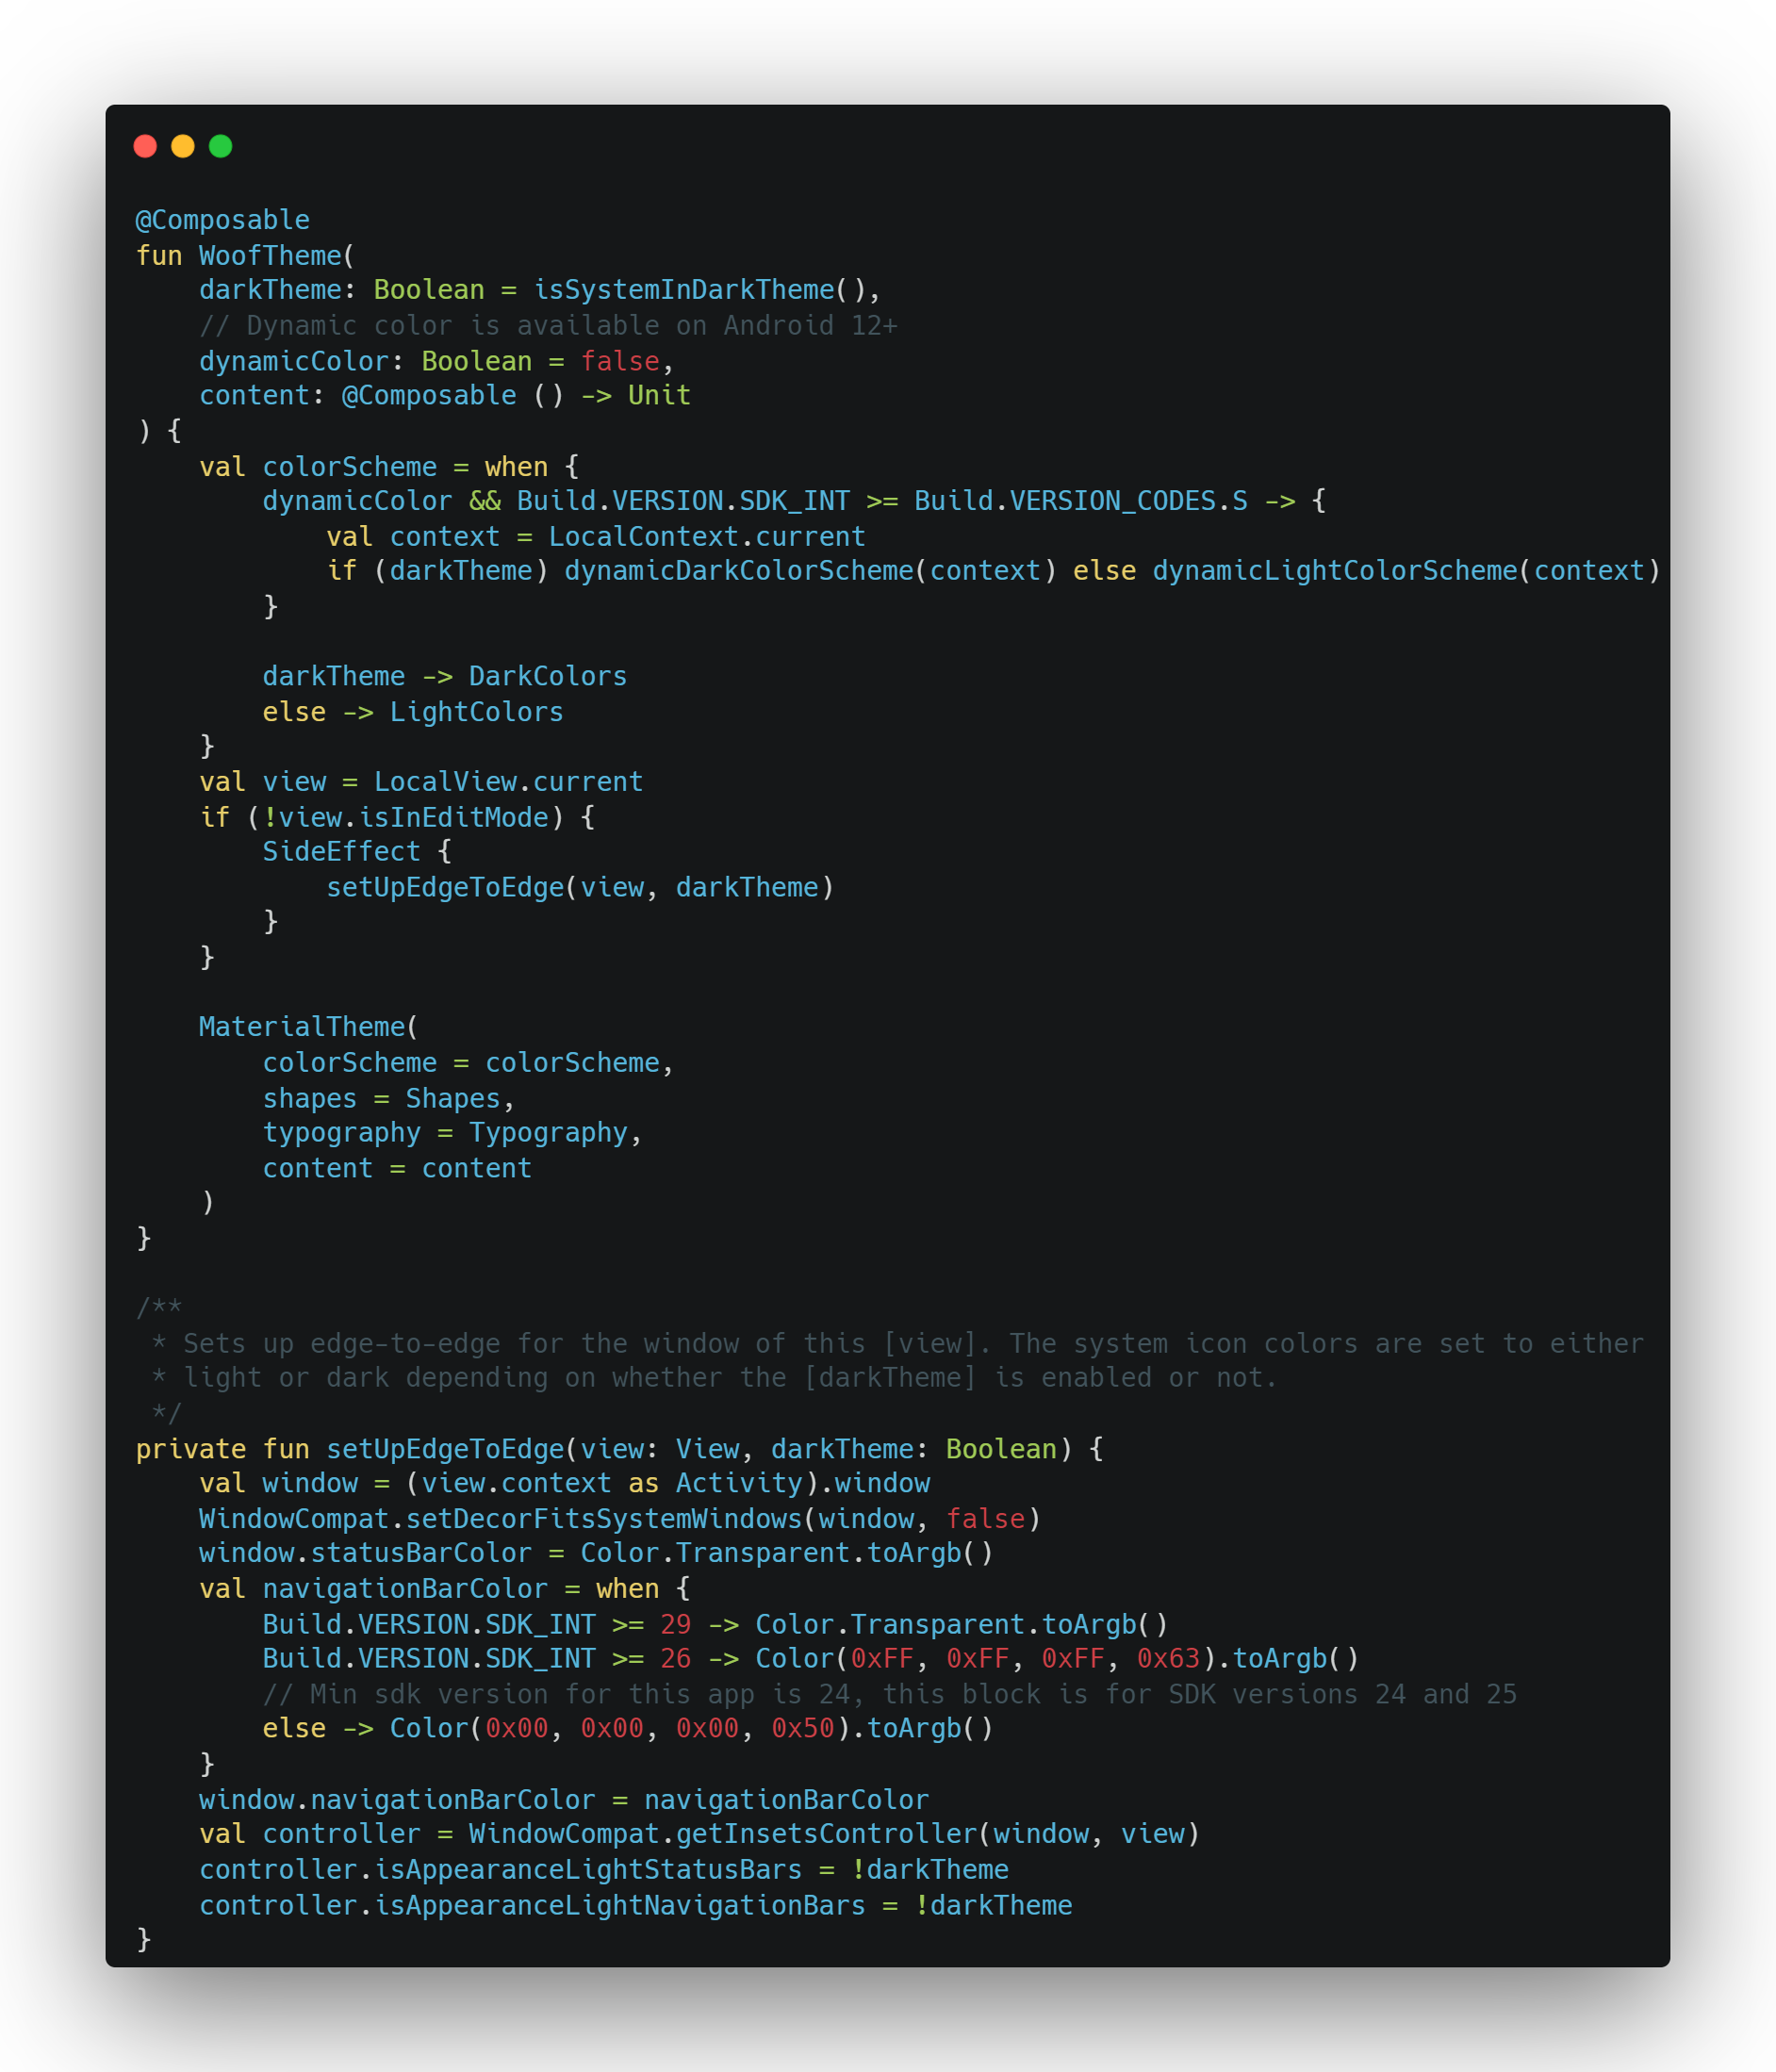 @Composable
fun WoofTheme(
    darkTheme: Boolean = isSystemInDarkTheme(),
    // Dynamic color is available on Android 12+
    dynamicColor: Boolean = false,
    content: @Composable () -> Unit
) {
    val colorScheme = when {
        dynamicColor && Build.VERSION.SDK_INT >= Build.VERSION_CODES.S -> {
            val context = LocalContext.current
            if (darkTheme) dynamicDarkColorScheme(context) else dynamicLightColorScheme(context)
        }

        darkTheme -> DarkColors
        else -> LightColors
    }
    val view = LocalView.current
    if (!view.isInEditMode) {
        SideEffect {
            setUpEdgeToEdge(view, darkTheme)
        }
    }

    MaterialTheme(
        colorScheme = colorScheme,
        shapes = Shapes,
        typography = Typography,
        content = content
    )
}

/**
 * Sets up edge-to-edge for the window of this [view]. The system icon colors are set to either
 * light or dark depending on whether the [darkTheme] is enabled or not.
 */
private fun setUpEdgeToEdge(view: View, darkTheme: Boolean) {
    val window = (view.context as Activity).window
    WindowCompat.setDecorFitsSystemWindows(window, false)
    window.statusBarColor = Color.Transparent.toArgb()
    val navigationBarColor = when {
        Build.VERSION.SDK_INT >= 29 -> Color.Transparent.toArgb()
        Build.VERSION.SDK_INT >= 26 -> Color(0xFF, 0xFF, 0xFF, 0x63).toArgb()
        // Min sdk version for this app is 24, this block is for SDK versions 24 and 25
        else -> Color(0x00, 0x00, 0x00, 0x50).toArgb()
    }
    window.navigationBarColor = navigationBarColor
    val controller = WindowCompat.getInsetsController(window, view)
    controller.isAppearanceLightStatusBars = !darkTheme
    controller.isAppearanceLightNavigationBars = !darkTheme
}